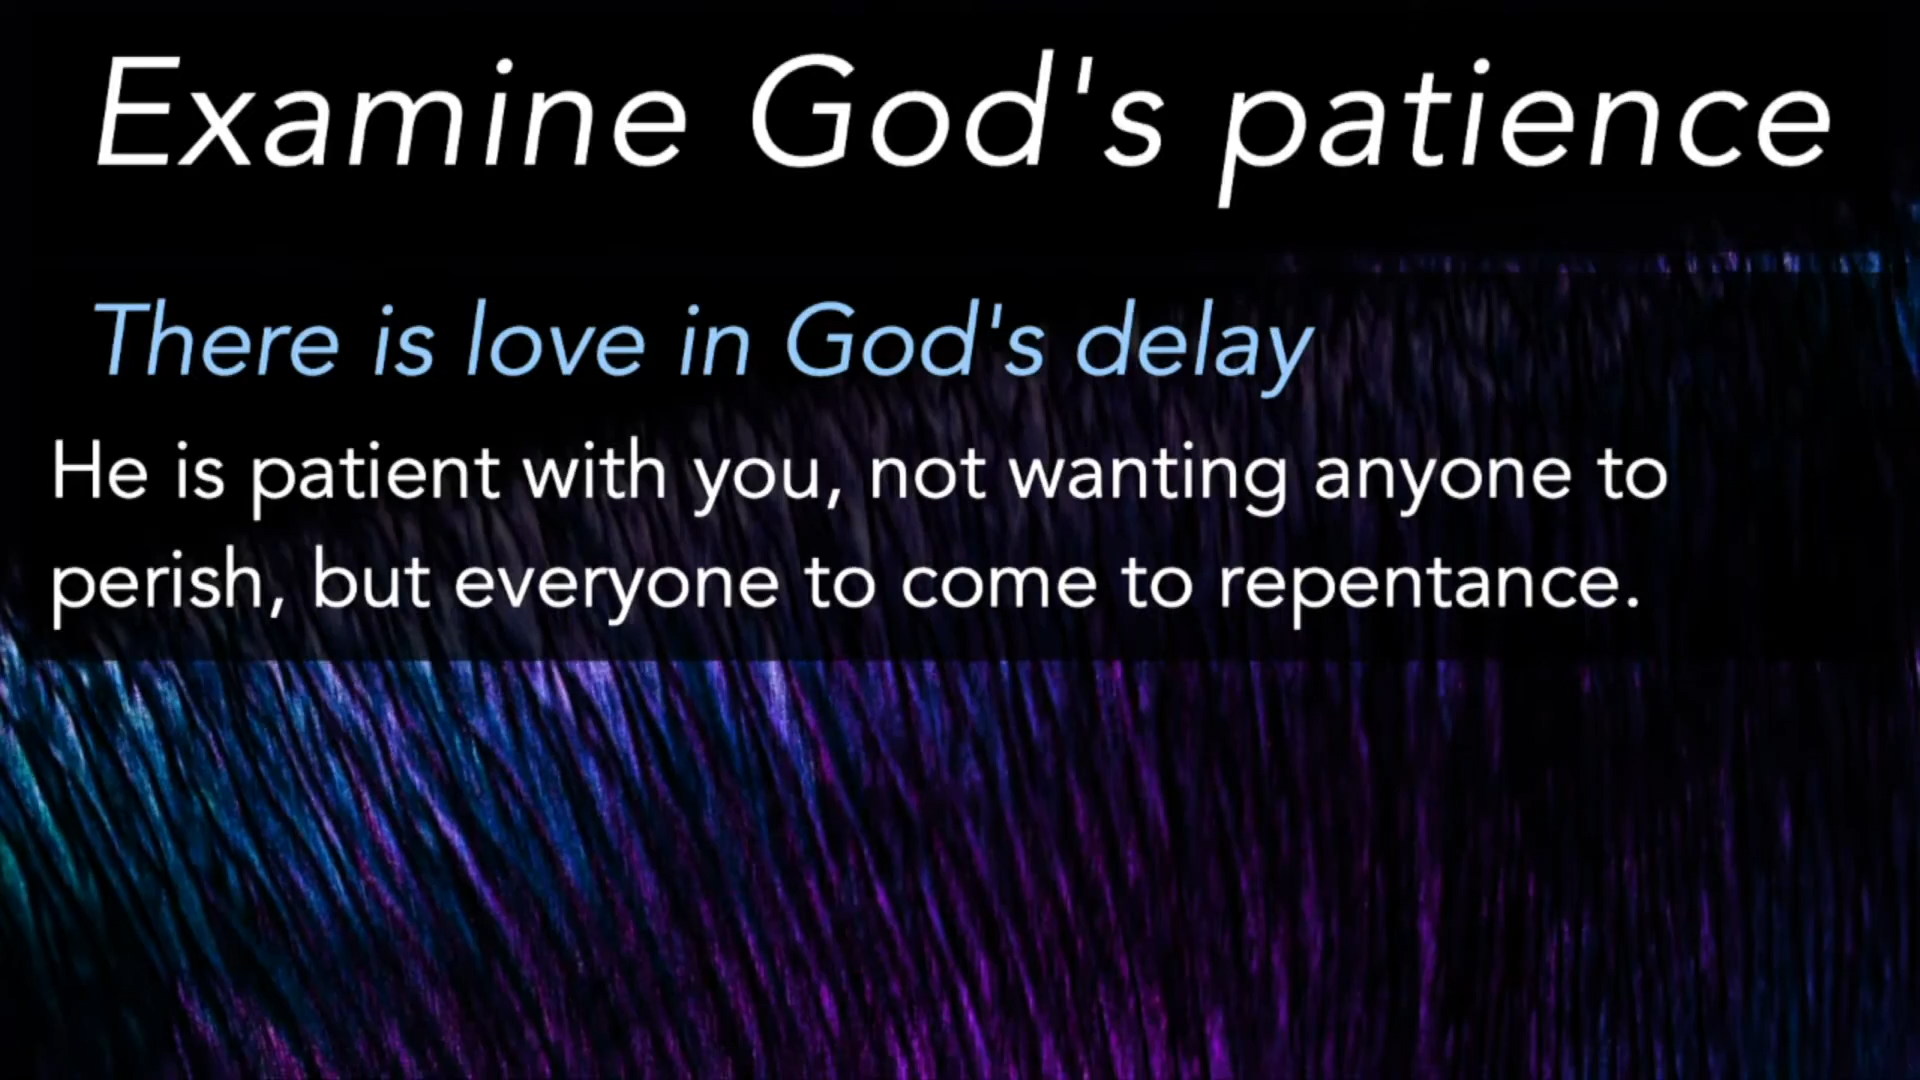 Examine God's patience
There is love in God's delay
He is patient with you, not wanting anyone to
perish, but everyone to come to repentance.